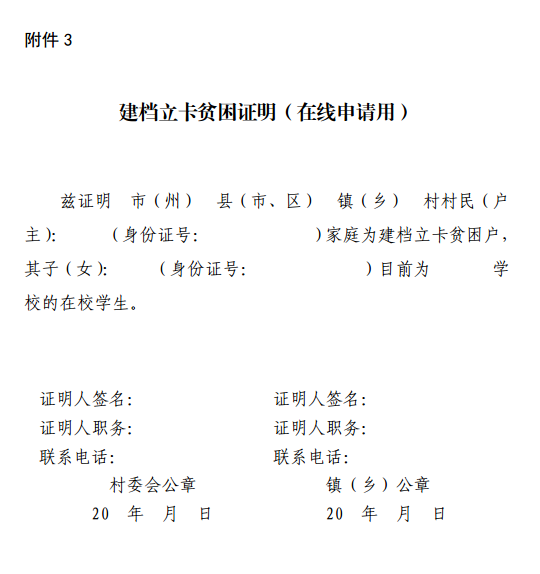 附件 3
建档立卡贫困证明（在线申请用）
兹证明　市（州）　县（市、区）　镇（乡）　村村民（户
主）：　　　（身份证号：　　　　　　　）家庭为建档立卡贫困户，
其子（女）：　　　（身份证号：　　　　　　　）目前为　　　　学
校的在校学生。
证明人签名：　　　　　　　　证明人签名：
证明人职务：　　　　　　　　证明人职务：
联系电话：　　　　　　　　　联系电话：
村委会公章　　　　　　　　镇（乡）公章
20　年　月　日　　　　　　　20　年　月　日